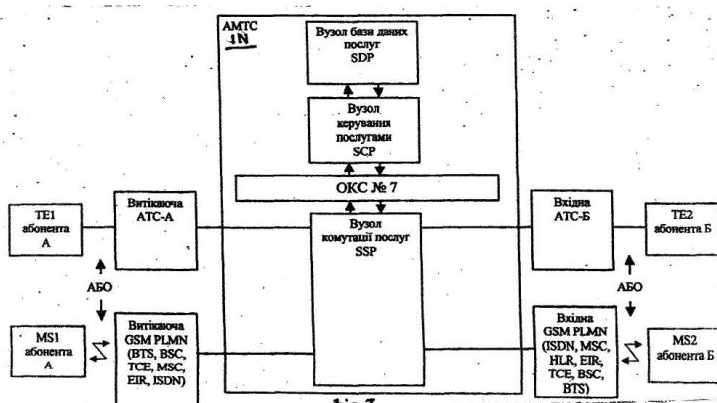 АМТС
IN
Вузол бази даних
послуг
SDP
Вузол
керування
послугами
SCP
ОКС № 7
Вузол
комутації послуг
SSP
TE1
абонента
А
Витікаюча
АТС-А
Вхідна
АТС-Б
TE2
абонента Б
АБО
АБО
MS1
абонента
А
Витікаюча
GSM PLMN
(BTS, BSC,
TCE, MSC,
EIR, ISDN)
Вхідна
GSM PLMN
(ISDN, MSC,
HLR, EIR,
TCE, BSC,
BTS)
MS2
абонента Б